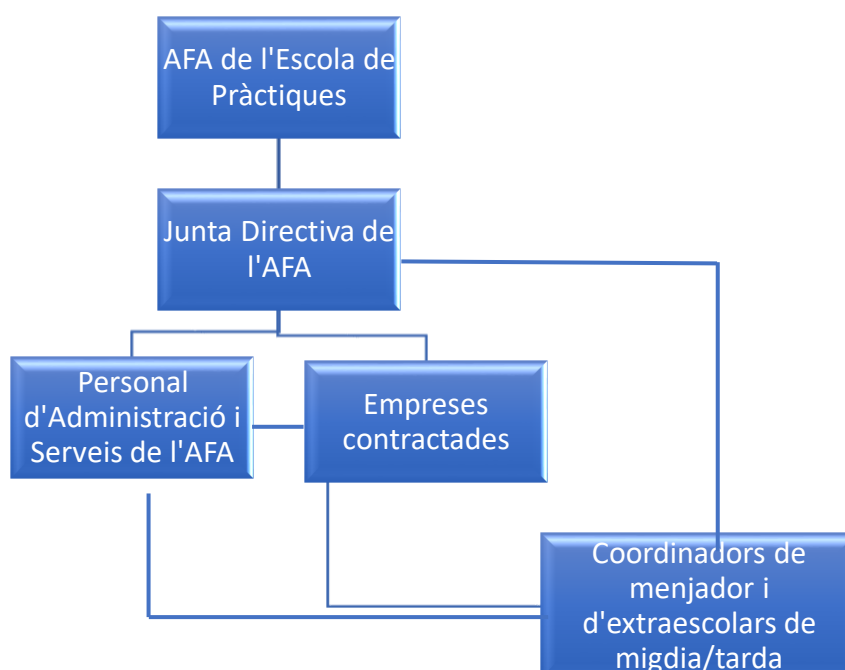 AFA de l'Escola de
Pràctiques
Junta Directiva de
l'AFA
Personal
d'Administració i
Serveis de l'AFA
Empreses
contractades
Coordinadors de
menjador i
d'extraescolars de
migdia/tarda